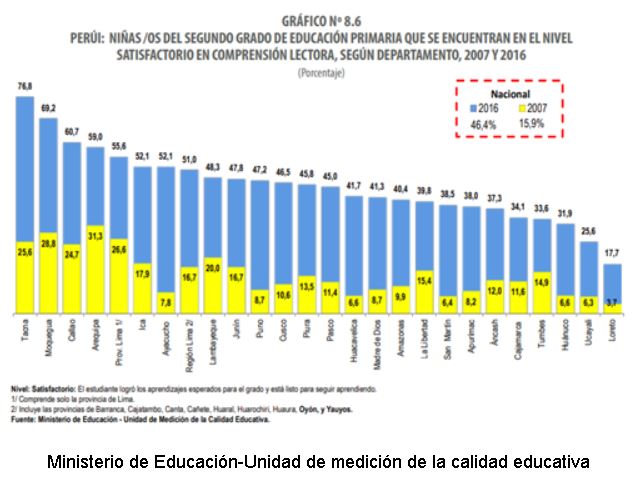 GRÁFICO Nº 8.6
PERÚI: NIÑAS /OS DEL SEGUNDO GRADO DE EDUCACIÓN PRIMARIA QUE SE ENCUENTRAN EN EL NIVEL
SATISFACTORIO EN COMPRENSIÓN LECTORA, SEGÚN DEPARTAMENTO, 2007 Y 2016
(Porcentaje)
Nacional
2016 2007
46,4% 15,9%
76,8 69,2 60,7 59,0 55,6 52,1 52,1 51,0 48,3 47,8 47,2 46,5 45,8 45,0 41,7 41,3 40,4 39,8 38,5 38,0 37,3 34,1 33,6 31,9 25,6 17,7
25,6 28,8 24,7 31,3 26,6 17,9 7,8 16,7 20,0 16,7 8,7 10,6 13,5 11,4 6,6 8,7 9,9 15,4 6,4 8,2 12,0 11,6 14,9 6,6 6,3 3,7
Tacna
Moquegua
Callao
Arequipa
Prov. Lima 1/
Ica
Ayacucho
Región Lima 2/
Lambayeque
Junín
Puno
Cusco
Piura
Pasco
Huancavelica
Madre de Dios
Amazonas
La Libertad
San Martín
Apurímac
Áncash
Cajamarca
Tumbes
Huánuco
Ucayali
Loreto
Nivel: Satisfactorio: El estudiante logró los aprendizajes esperados para el grado y está listo para seguir aprendiendo.
1/ Comprende solo la provincia de Lima.
2/ Incluye las provincias de Barranca, Cajatambo, Canta, Cañete, Huaral, Huarochirí, Huaura, Oyón, y Yauyos.
Fuente: Ministerio de Educación - Unidad de Medición de la Calidad Educativa.
Ministerio de Educación-Unidad de medición de la calidad educativa